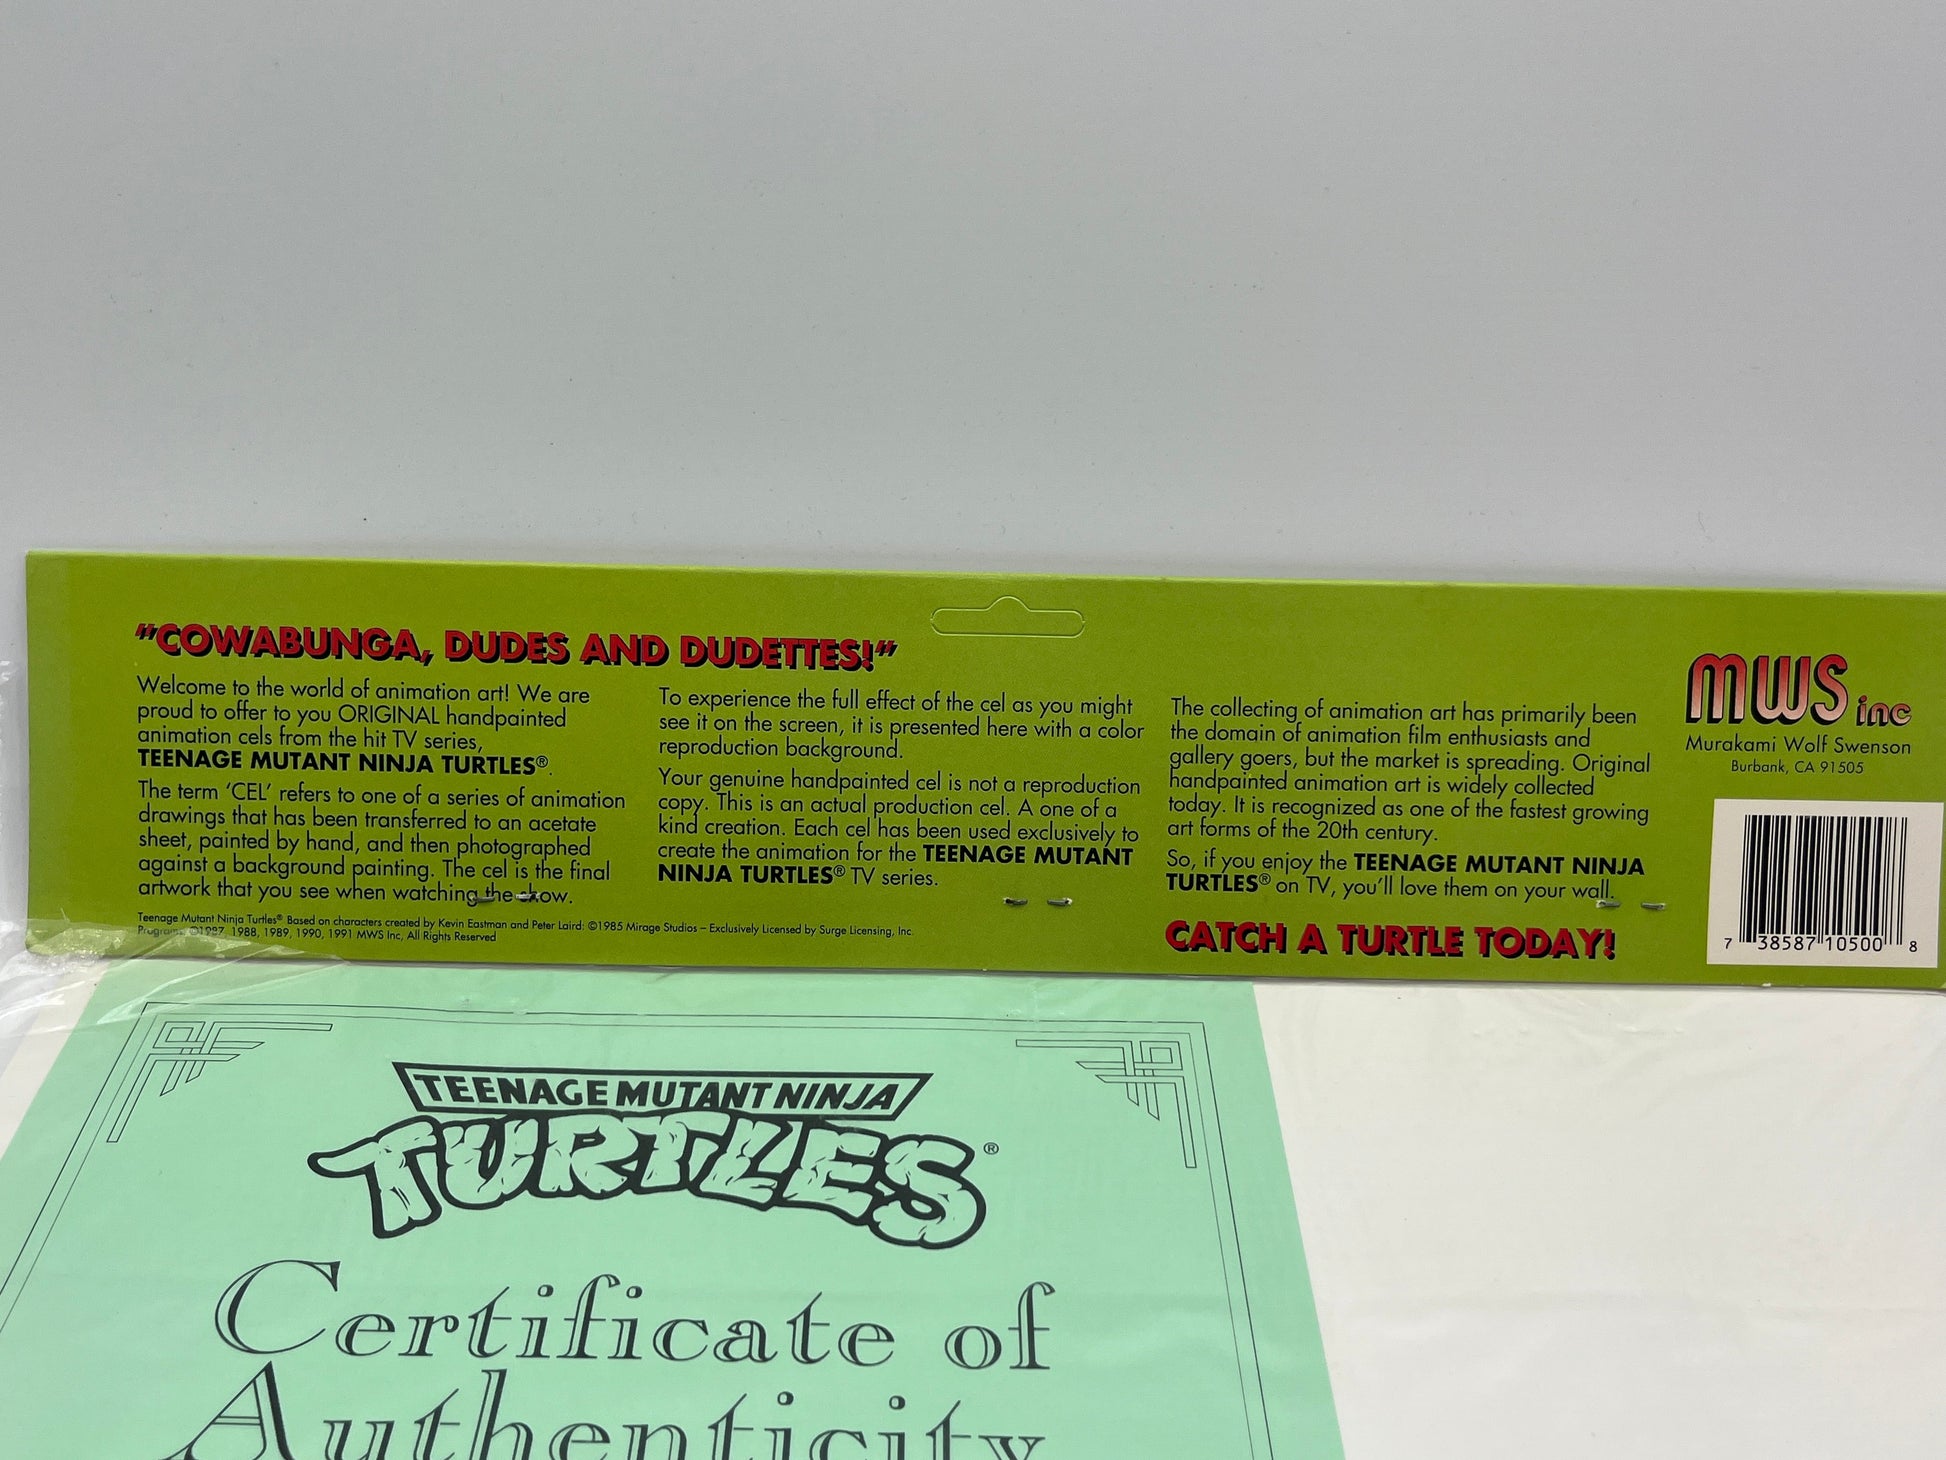 "COWABUNGA, DUDES AND DUDETTES!"
Welcome to the world of animation art! We are
proud to offer to you ORIGINAL handpainted
animation cels from the hit TV series,
TEENAGE MUTANT NINJA TURTLES®.
The term 'CEL' refers to one of a series of animation
drawings that has been transferred to an acetate
sheet, painted by hand, and then photographed
against a background painting. The cel is the final
artwork that you see when watching the show.
To experience the full effect of the cel as you might
see it on the screen, it is presented here with a color
reproduction background.
Your genuine handpainted cel is not a reproduction
copy. This is an actual production cel. A one of a
kind creation. Each cel has been used exclusively to
create the animation for the TEENAGE MUTANT
NINJA TURTLES® TV series.
The collecting of animation art has primarily been
the domain of animation film enthusiasts and
gallery goers, but the market is spreading. Original
handpainted animation art is widely collected
today. It is recognized as one of the fastest growing
art forms of the 20th century.
So, if you enjoy the TEENAGE MUTANT NINJA
TURTLES® on TV, you'll love them on your wall.
CATCH A TURTLE TODAY!
Teenage Mutant Ninja Turtles® Based on characters created by Kevin Eastman and Peter Laird: ©1985 Mirage Studios – Exclusively Licensed by Surge Licensing, Inc.
Programs ©1987, 1988, 1989, 1990, 1991 MWS Inc, All Rights Reserved
MWS inc
Murakami Wolf Swenson
Burbank, CA 91505
7 38587 10500 8
TEENAGE MUTANT NINJA
TURTLES®
Certificate of
Authenticity